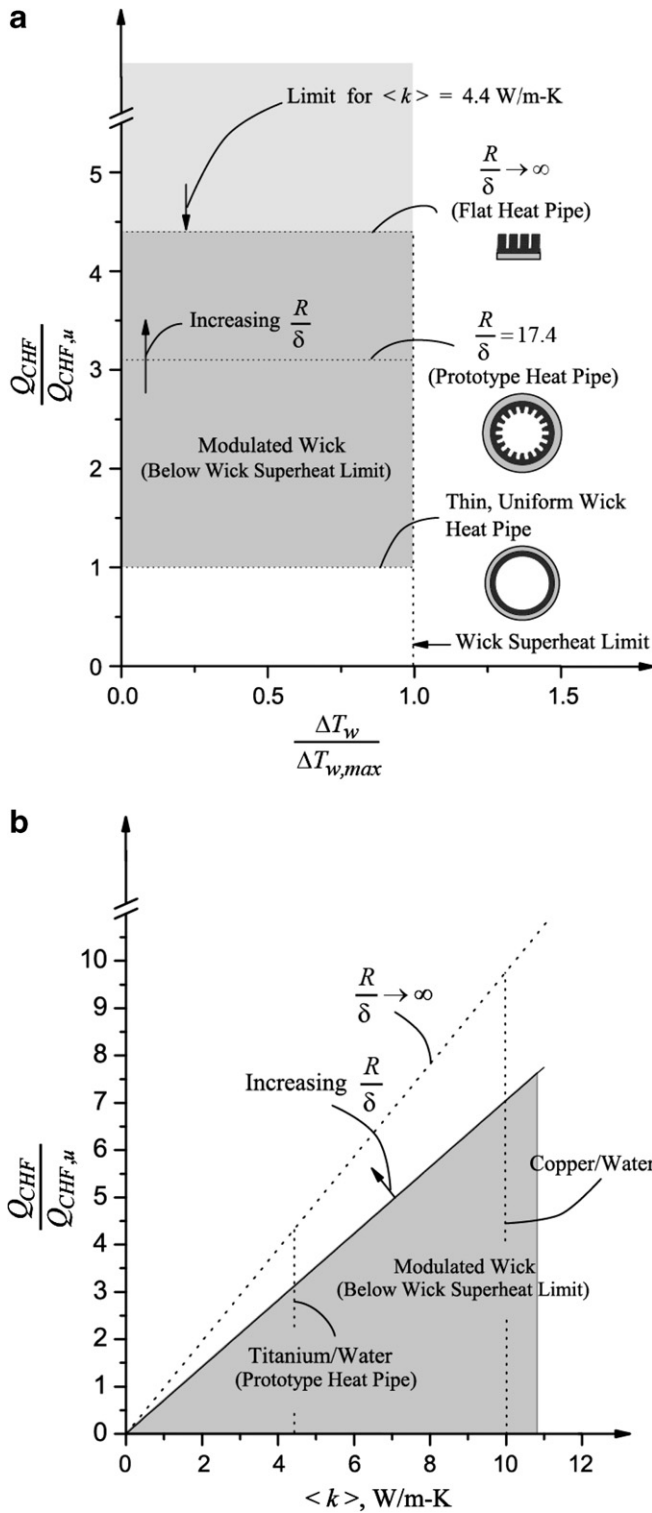 a
Limit for < k > = 4.4 W/m-K
R/δ → ∞
(Flat Heat Pipe)
Increasing R/δ
R/δ = 17.4
(Prototype Heat Pipe)
Modulated Wick
(Below Wick Superheat Limit)
Thin, Uniform Wick
Heat Pipe
Wick Superheat Limit
5
4
3
2
1
0
Q_CHF/Q_CHF,u
0.0 0.5 1.0 1.5
ΔT_w/ΔT_w,max
b
R/δ → ∞
Increasing R/δ
Copper/Water
Modulated Wick
(Below Wick Superheat Limit)
Titanium/Water
(Prototype Heat Pipe)
10
9
8
7
6
5
4
3
2
1
0
Q_CHF/Q_CHF,u
0 2 4 6 8 10 12
< k >, W/m-K